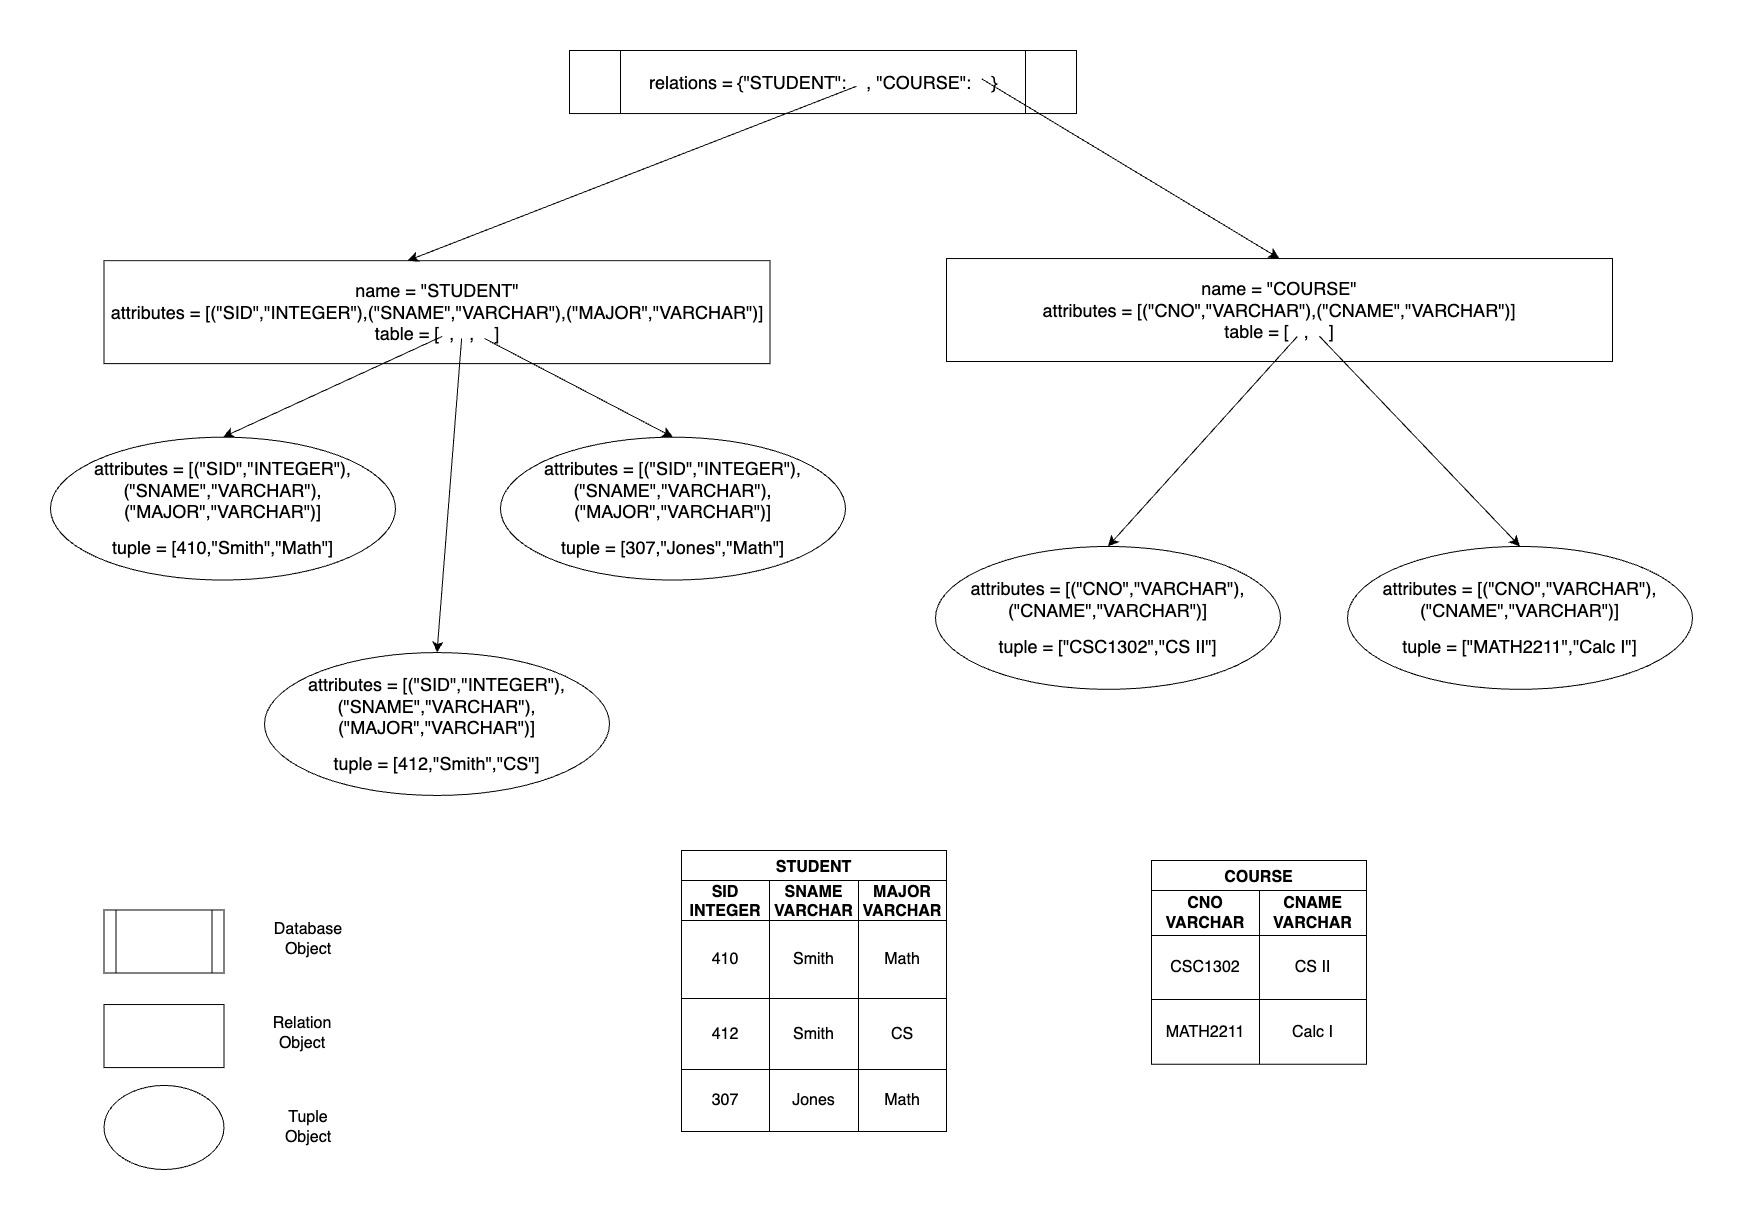 relations = {"STUDENT":   , "COURSE":   }
name = "STUDENT"
attributes = [("SID","INTEGER"),("SNAME","VARCHAR"),("MAJOR","VARCHAR")]
table = [  ,   ,   ]
name = "COURSE"
attributes = [("CNO","VARCHAR"),("CNAME","VARCHAR")]
table = [  ,   ]
attributes = [("SID","INTEGER"),
("SNAME","VARCHAR"),
("MAJOR","VARCHAR")]
tuple = [410,"Smith","Math"]
attributes = [("SID","INTEGER"),
("SNAME","VARCHAR"),
("MAJOR","VARCHAR")]
tuple = [307,"Jones","Math"]
attributes = [("CNO","VARCHAR"),
("CNAME","VARCHAR")]
tuple = ["CSC1302","CS II"]
attributes = [("CNO","VARCHAR"),
("CNAME","VARCHAR")]
tuple = ["MATH2211","Calc I"]
attributes = [("SID","INTEGER"),
("SNAME","VARCHAR"),
("MAJOR","VARCHAR")]
tuple = [412,"Smith","CS"]
Database
Object
Relation
Object
Tuple
Object
STUDENT
SID SNAME MAJOR
INTEGER VARCHAR VARCHAR
410 Smith Math
412 Smith CS
307 Jones Math
COURSE
CNO CNAME
VARCHAR VARCHAR
CSC1302 CS II
MATH2211 Calc I